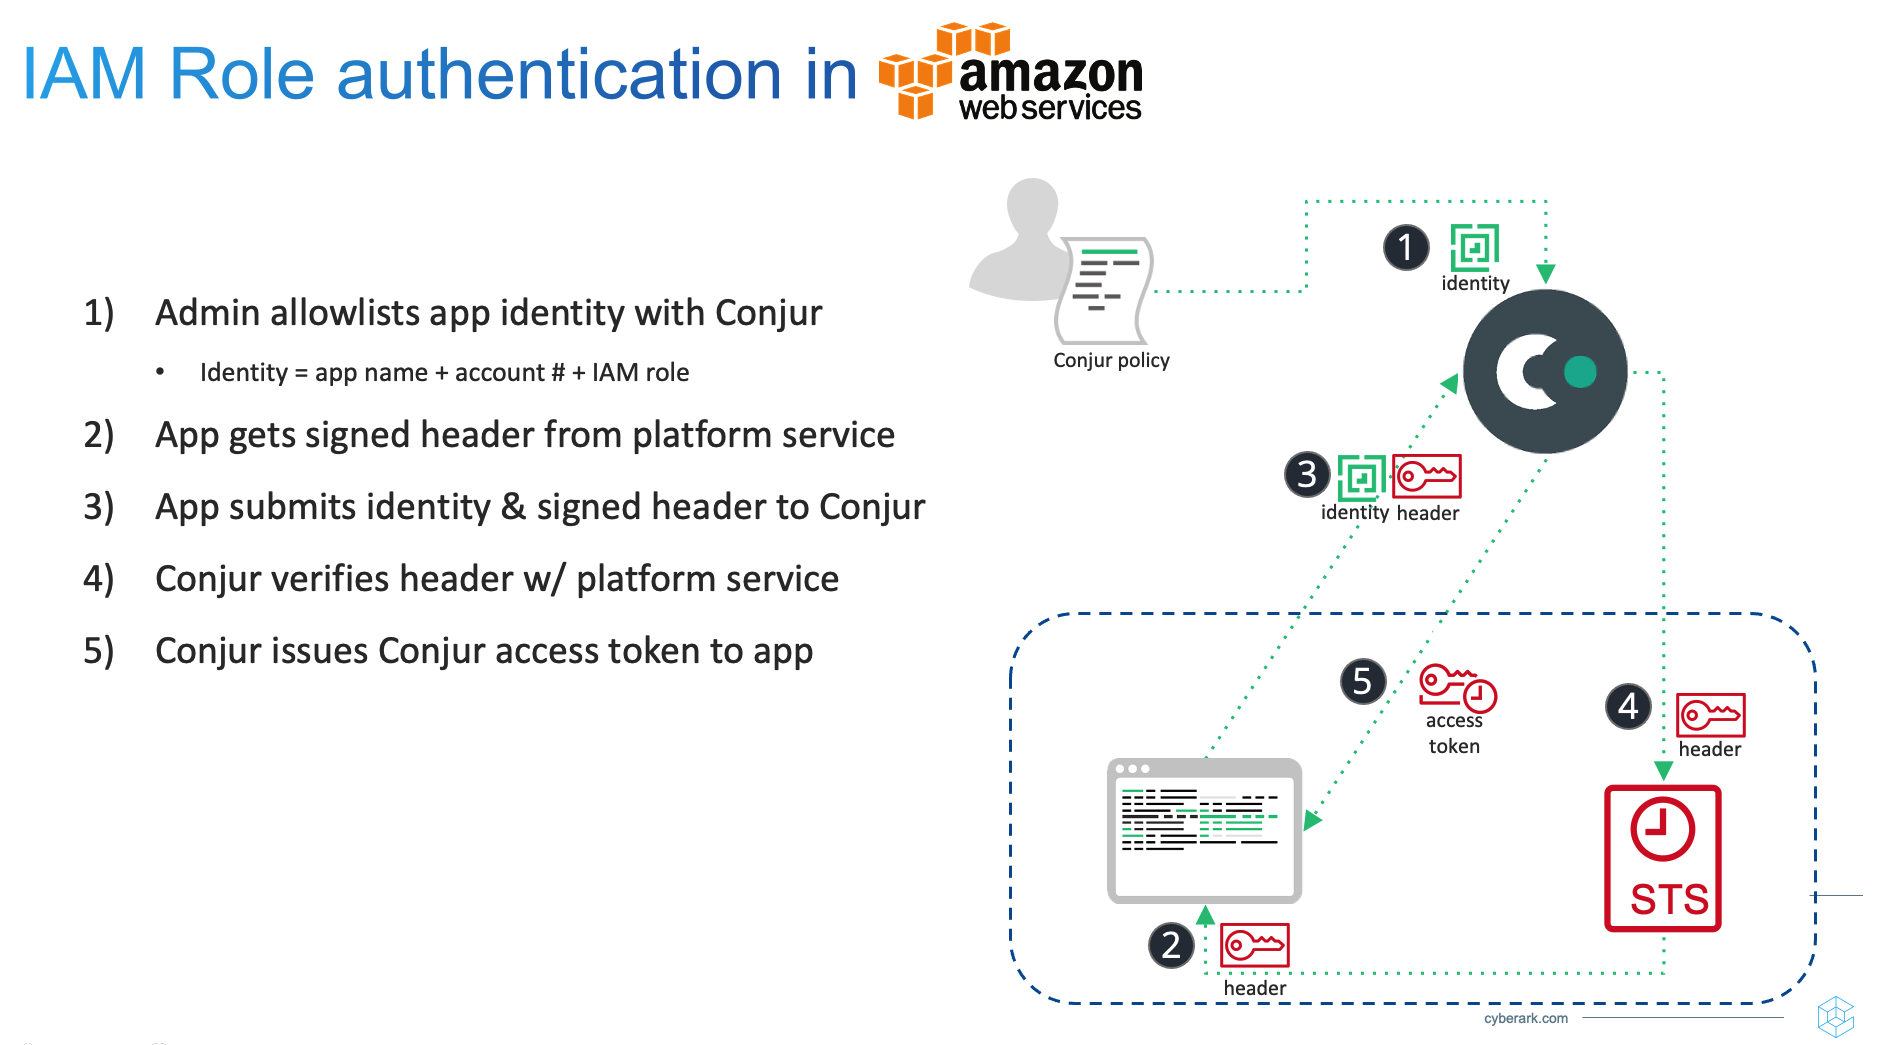 IAM Role authentication in
amazon
web services
1) Admin allowlists app identity with Conjur
• Identity = app name + account # + IAM role
2) App gets signed header from platform service
3) App submits identity & signed header to Conjur
4) Conjur verifies header w/ platform service
5) Conjur issues Conjur access token to app
1
identity
Conjur policy
3
identity header
5
access
token
4
header
STS
2
header
cyberark.com